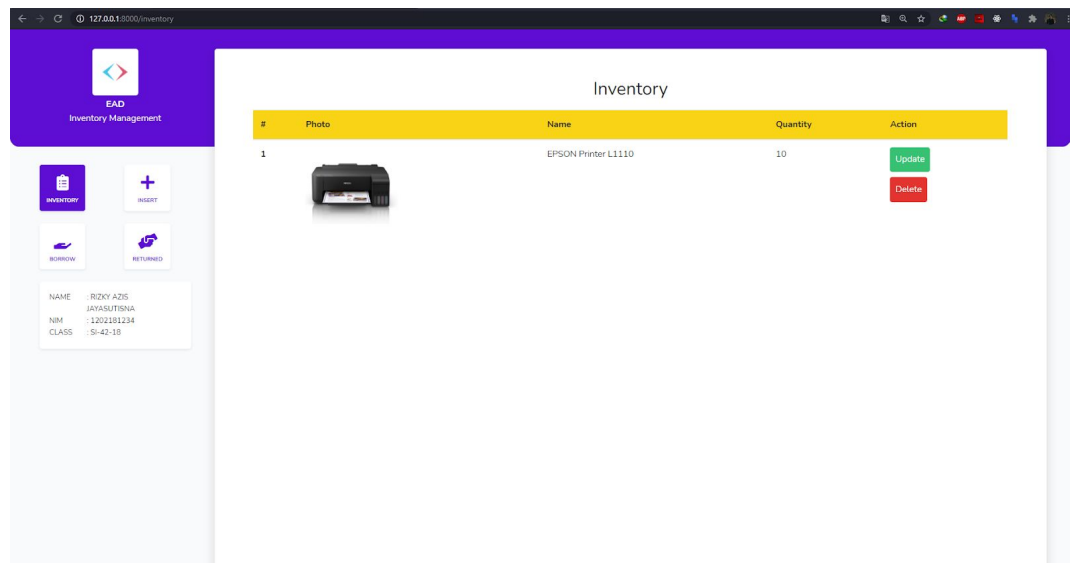 127.0.0.1:8000/inventory
EAD
Inventory Management
INVENTORY
INSERT
BORROW
RETURNED
NAME : RIZKY AZIS
JAYASUTISNA
NIM : 1202181234
CLASS : SI-42-18
Inventory
# Photo Name Quantity Action
1 EPSON Printer L1110 10 Update
Delete